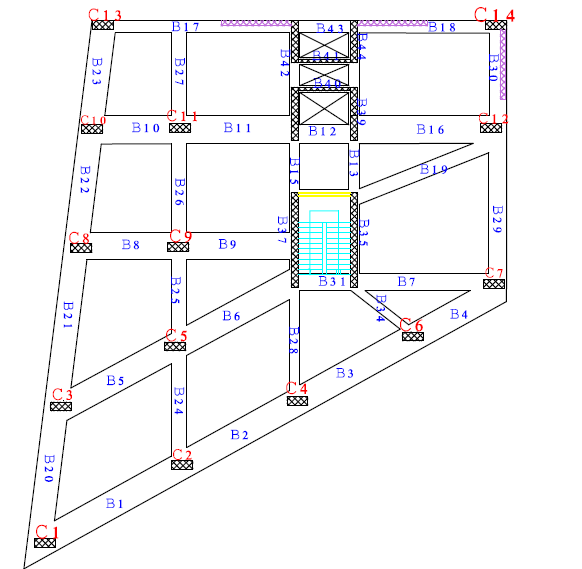 C13 B17 B43 B18 C14
B23 B27 B42 B41 B44 B30
B40
C10 B10 C11 B11 B12 B39 B16 C12
B22 B26 B15 B13 B19
C8 B8 C9 B9 B37 B35 B29
B21 B25 B31 B7 C7
B6 B34 B4
C5 B28 C6
C3 B5 B3
B24 C4
B20 C2 B2
B1
C1